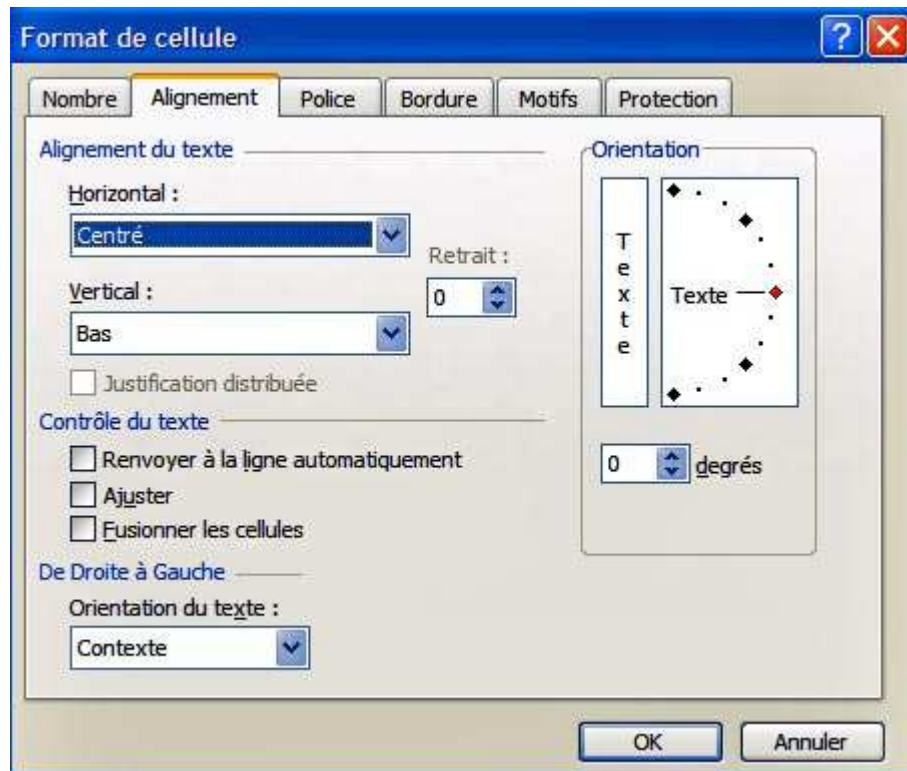 Format de cellule
Nombre Alignement Police Bordure Motifs Protection
Alignement du texte
Horizontal :
Centré
Retrait :
0
Vertical :
Bas
Justification distribuée
Contrôle du texte
Renvoyer à la ligne automatiquement
Ajuster
Fusionner les cellules
De Droite à Gauche
Orientation du texte :
Contexte
Orientation
Texte
Texte
0 degrés
OK Annuler